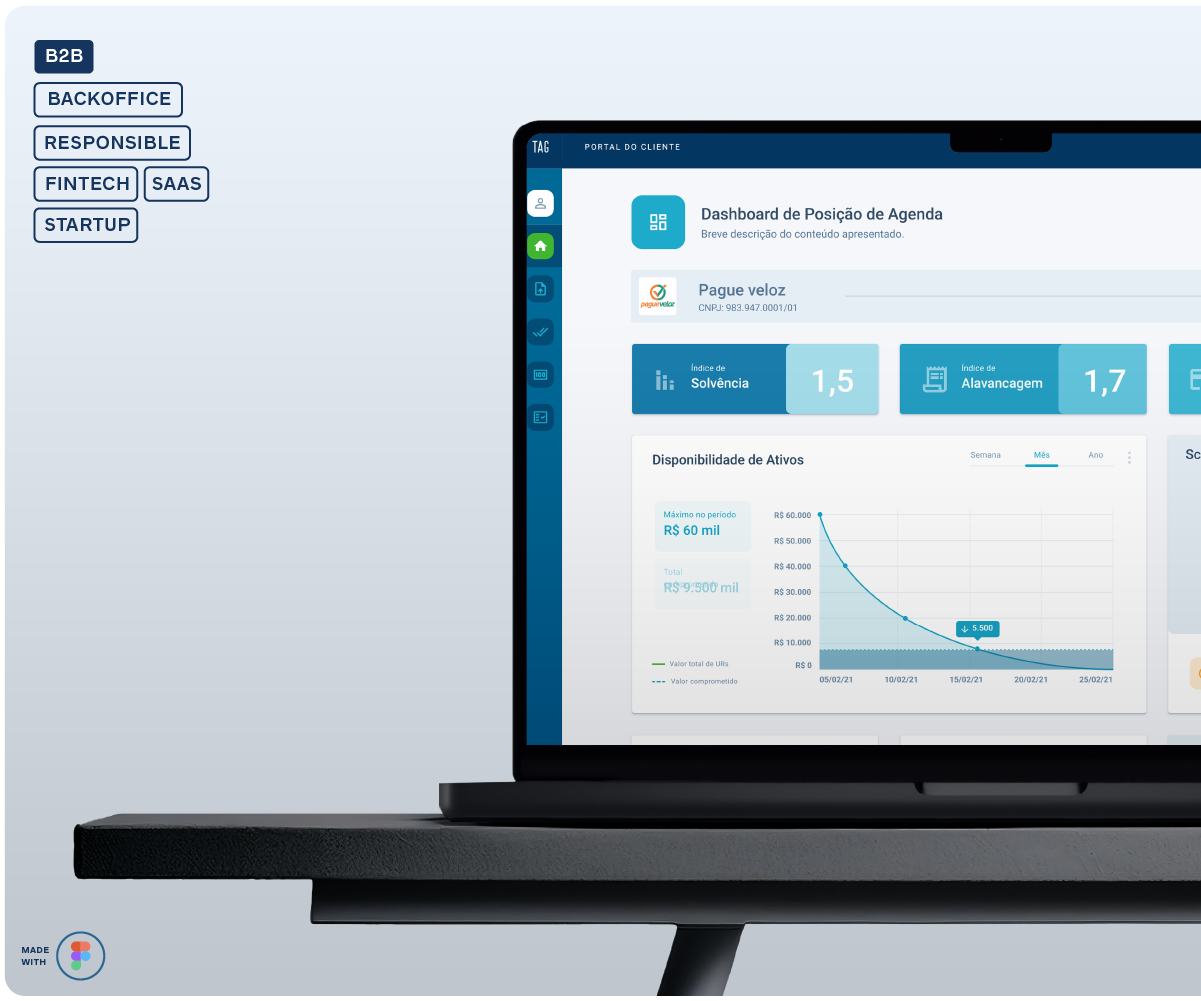 B2B
BACKOFFICE
RESPONSIBLE
FINTECH SAAS
STARTUP
TAG PORTAL DO CLIENTE
Dashboard de Posição de Agenda
Breve descrição do conteúdo apresentado.
pagueveloz
Pague veloz
CNPJ: 983.947.0001/01
Índice de
Solvência
1,5
Índice de
Alavancagem
1,7
Disponibilidade de Ativos
Semana Mês Ano
Sc
Máximo no período
R$ 60 mil
Total
R$ 9.500 mil
R$ 60.000
R$ 50.000
R$ 40.000
R$ 30.000
R$ 20.000
R$ 10.000
R$ 0
5.500
05/02/21 10/02/21 15/02/21 20/02/21 25/02/21
Valor total de URs
Valor comprometido
MADE
WITH